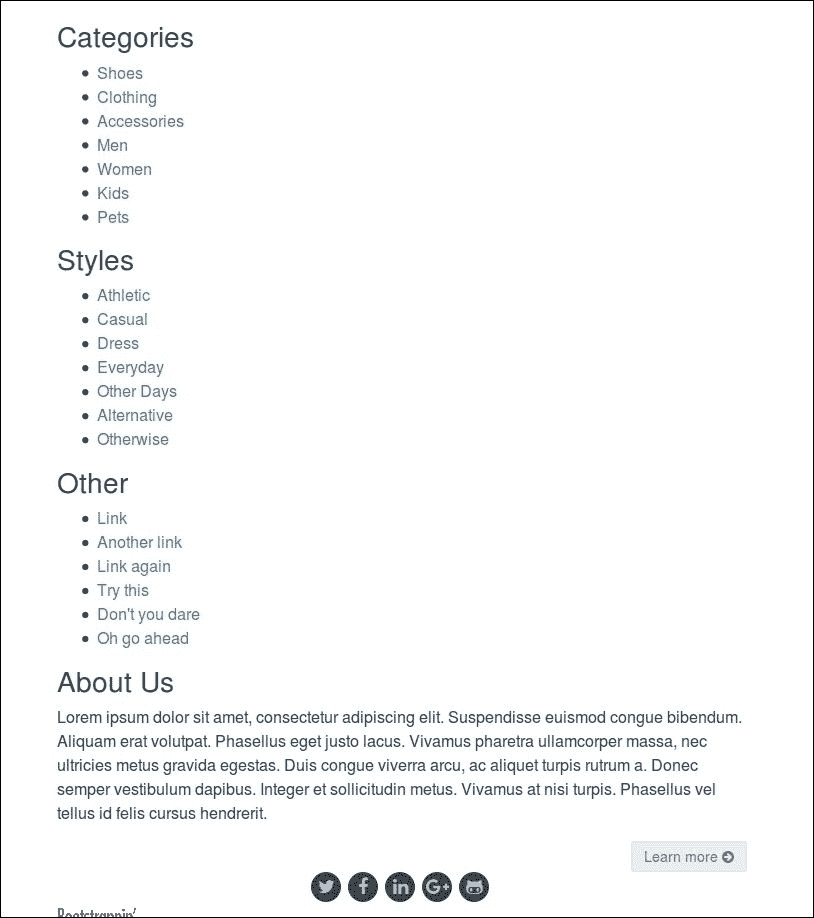 Categories
Shoes
Clothing
Accessories
Men
Women
Kids
Pets
Styles
Athletic
Casual
Dress
Everyday
Other Days
Alternative
Otherwise
Other
Link
Another link
Link again
Try this
Don't you dare
Oh go ahead
About Us
Lorem ipsum dolor sit amet, consectetur adipiscing elit. Suspendisse euismod congue bibendum.
Aliquam erat volutpat. Phasellus eget justo lacus. Vivamus pharetra ullamcorper massa, nec
ultricies metus gravida egestas. Duis congue viverra arcu, ac aliquet turpis rutrum a. Donec
semper vestibulum dapibus. Integer et sollicitudin metus. Vivamus at nisi turpis. Phasellus vel
tellus id felis cursus hendrerit.
Learn more
f in G+
Bootstrappin'